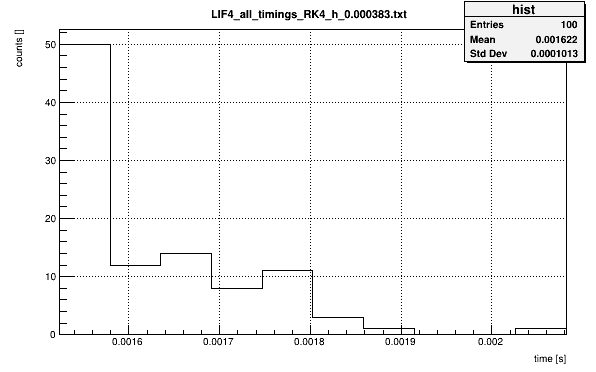 LIF4_all_timings_RK4_h_0.000383.txt
hist
Entries 100
Mean 0.001622
Std Dev 0.0001013
counts []
50
40
30
20
10
0
0.0016 0.0017 0.0018 0.0019 0.002
time [s]